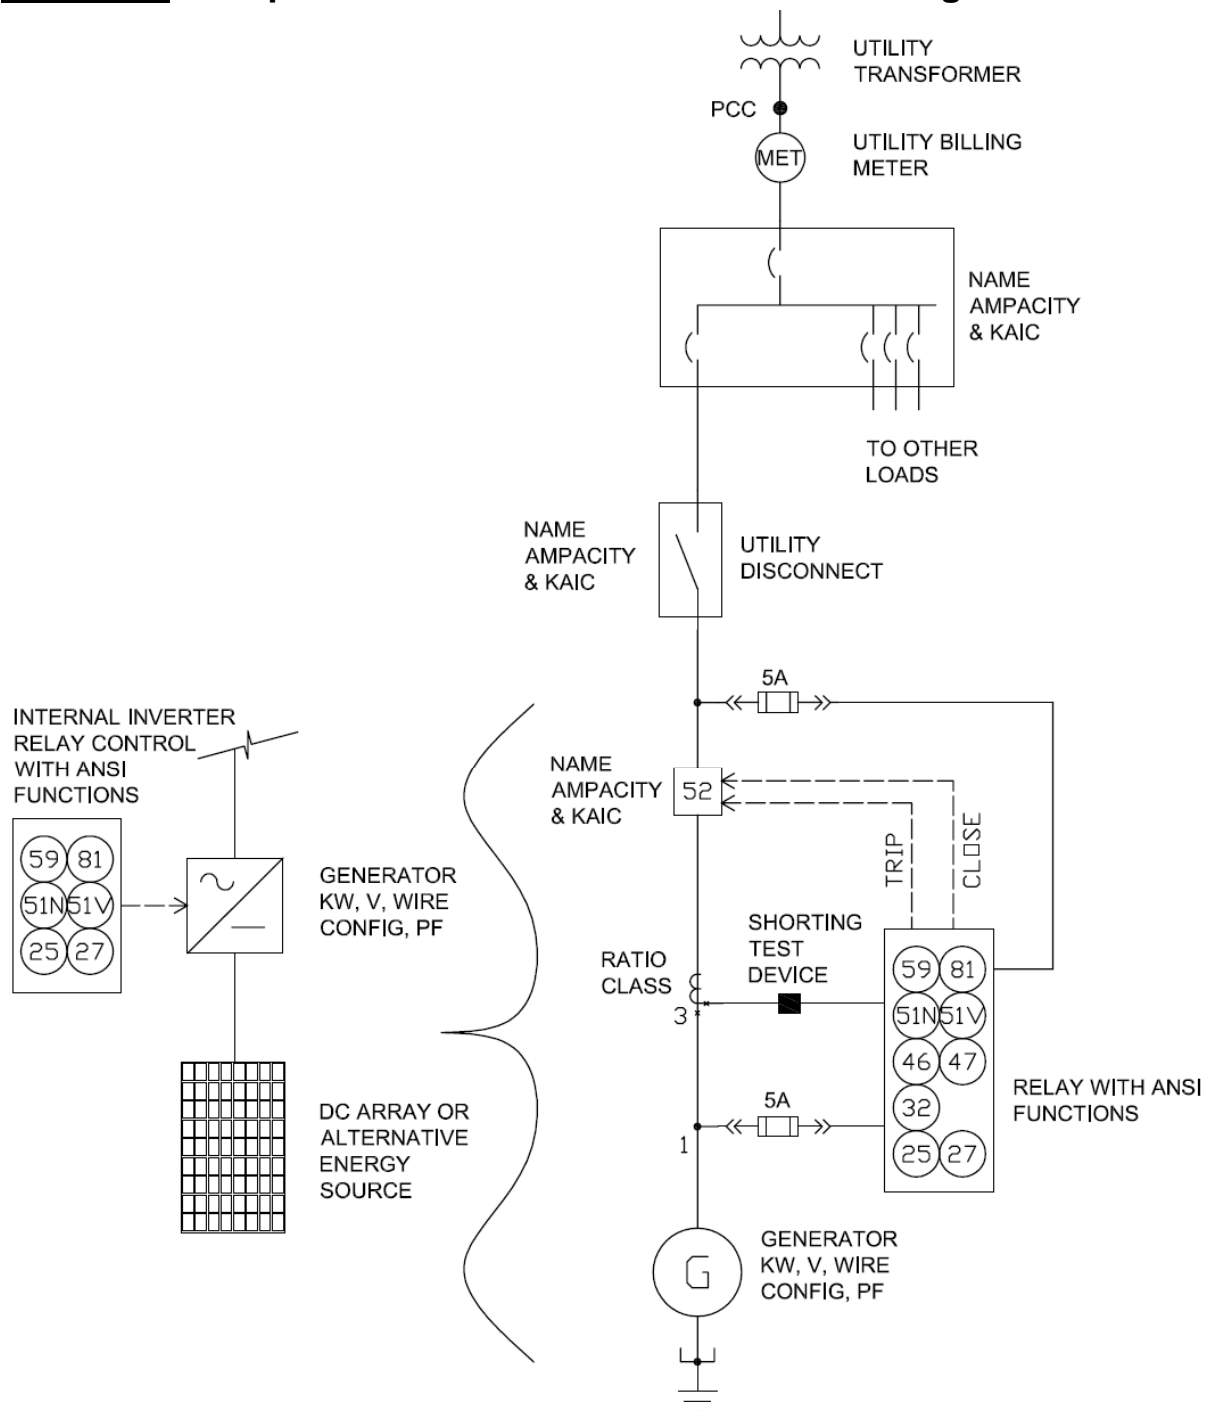 UTILITY
TRANSFORMER
PCC
UTILITY BILLING
METER
MET
NAME
AMPACITY
& KAIC
TO OTHER
LOADS
NAME
AMPACITY
& KAIC
UTILITY
DISCONNECT
5A
INTERNAL INVERTER
RELAY CONTROL
WITH ANSI
FUNCTIONS
NAME
AMPACITY
& KAIC
52
TRIP
CLOSE
59 81
51N 51V
25 27
GENERATOR
KW, V, WIRE
CONFIG, PF
SHORTING
TEST
DEVICE
RATIO
CLASS
3
59 81
51N 51V
46 47
32
25 27
RELAY WITH ANSI
FUNCTIONS
5A
1
DC ARRAY OR
ALTERNATIVE
ENERGY
SOURCE
G
GENERATOR
KW, V, WIRE
CONFIG, PF